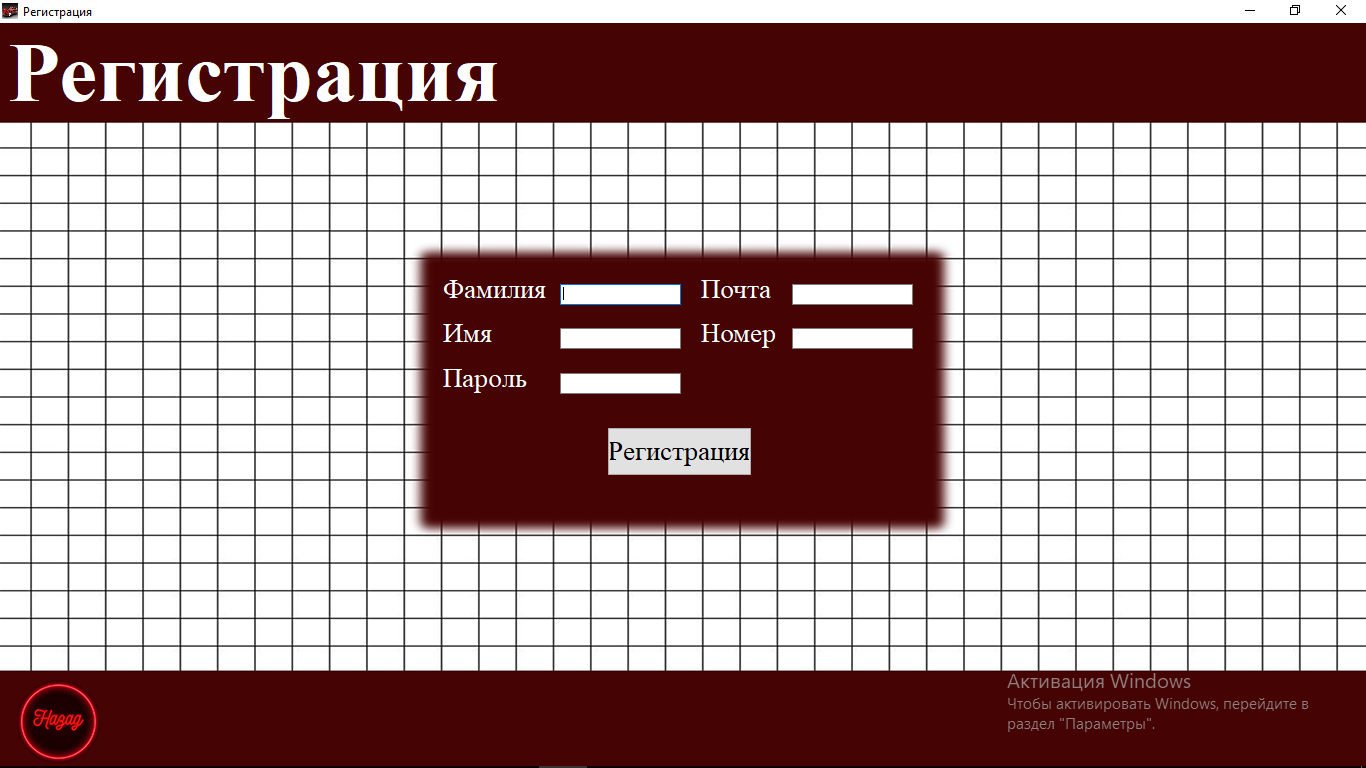 Регистрация
Регистрация
Фамилия
Почта
Имя
Номер
Пароль
Регистрация
Назад
Активация Windows
Чтобы активировать Windows, перейдите в
раздел "Параметры".